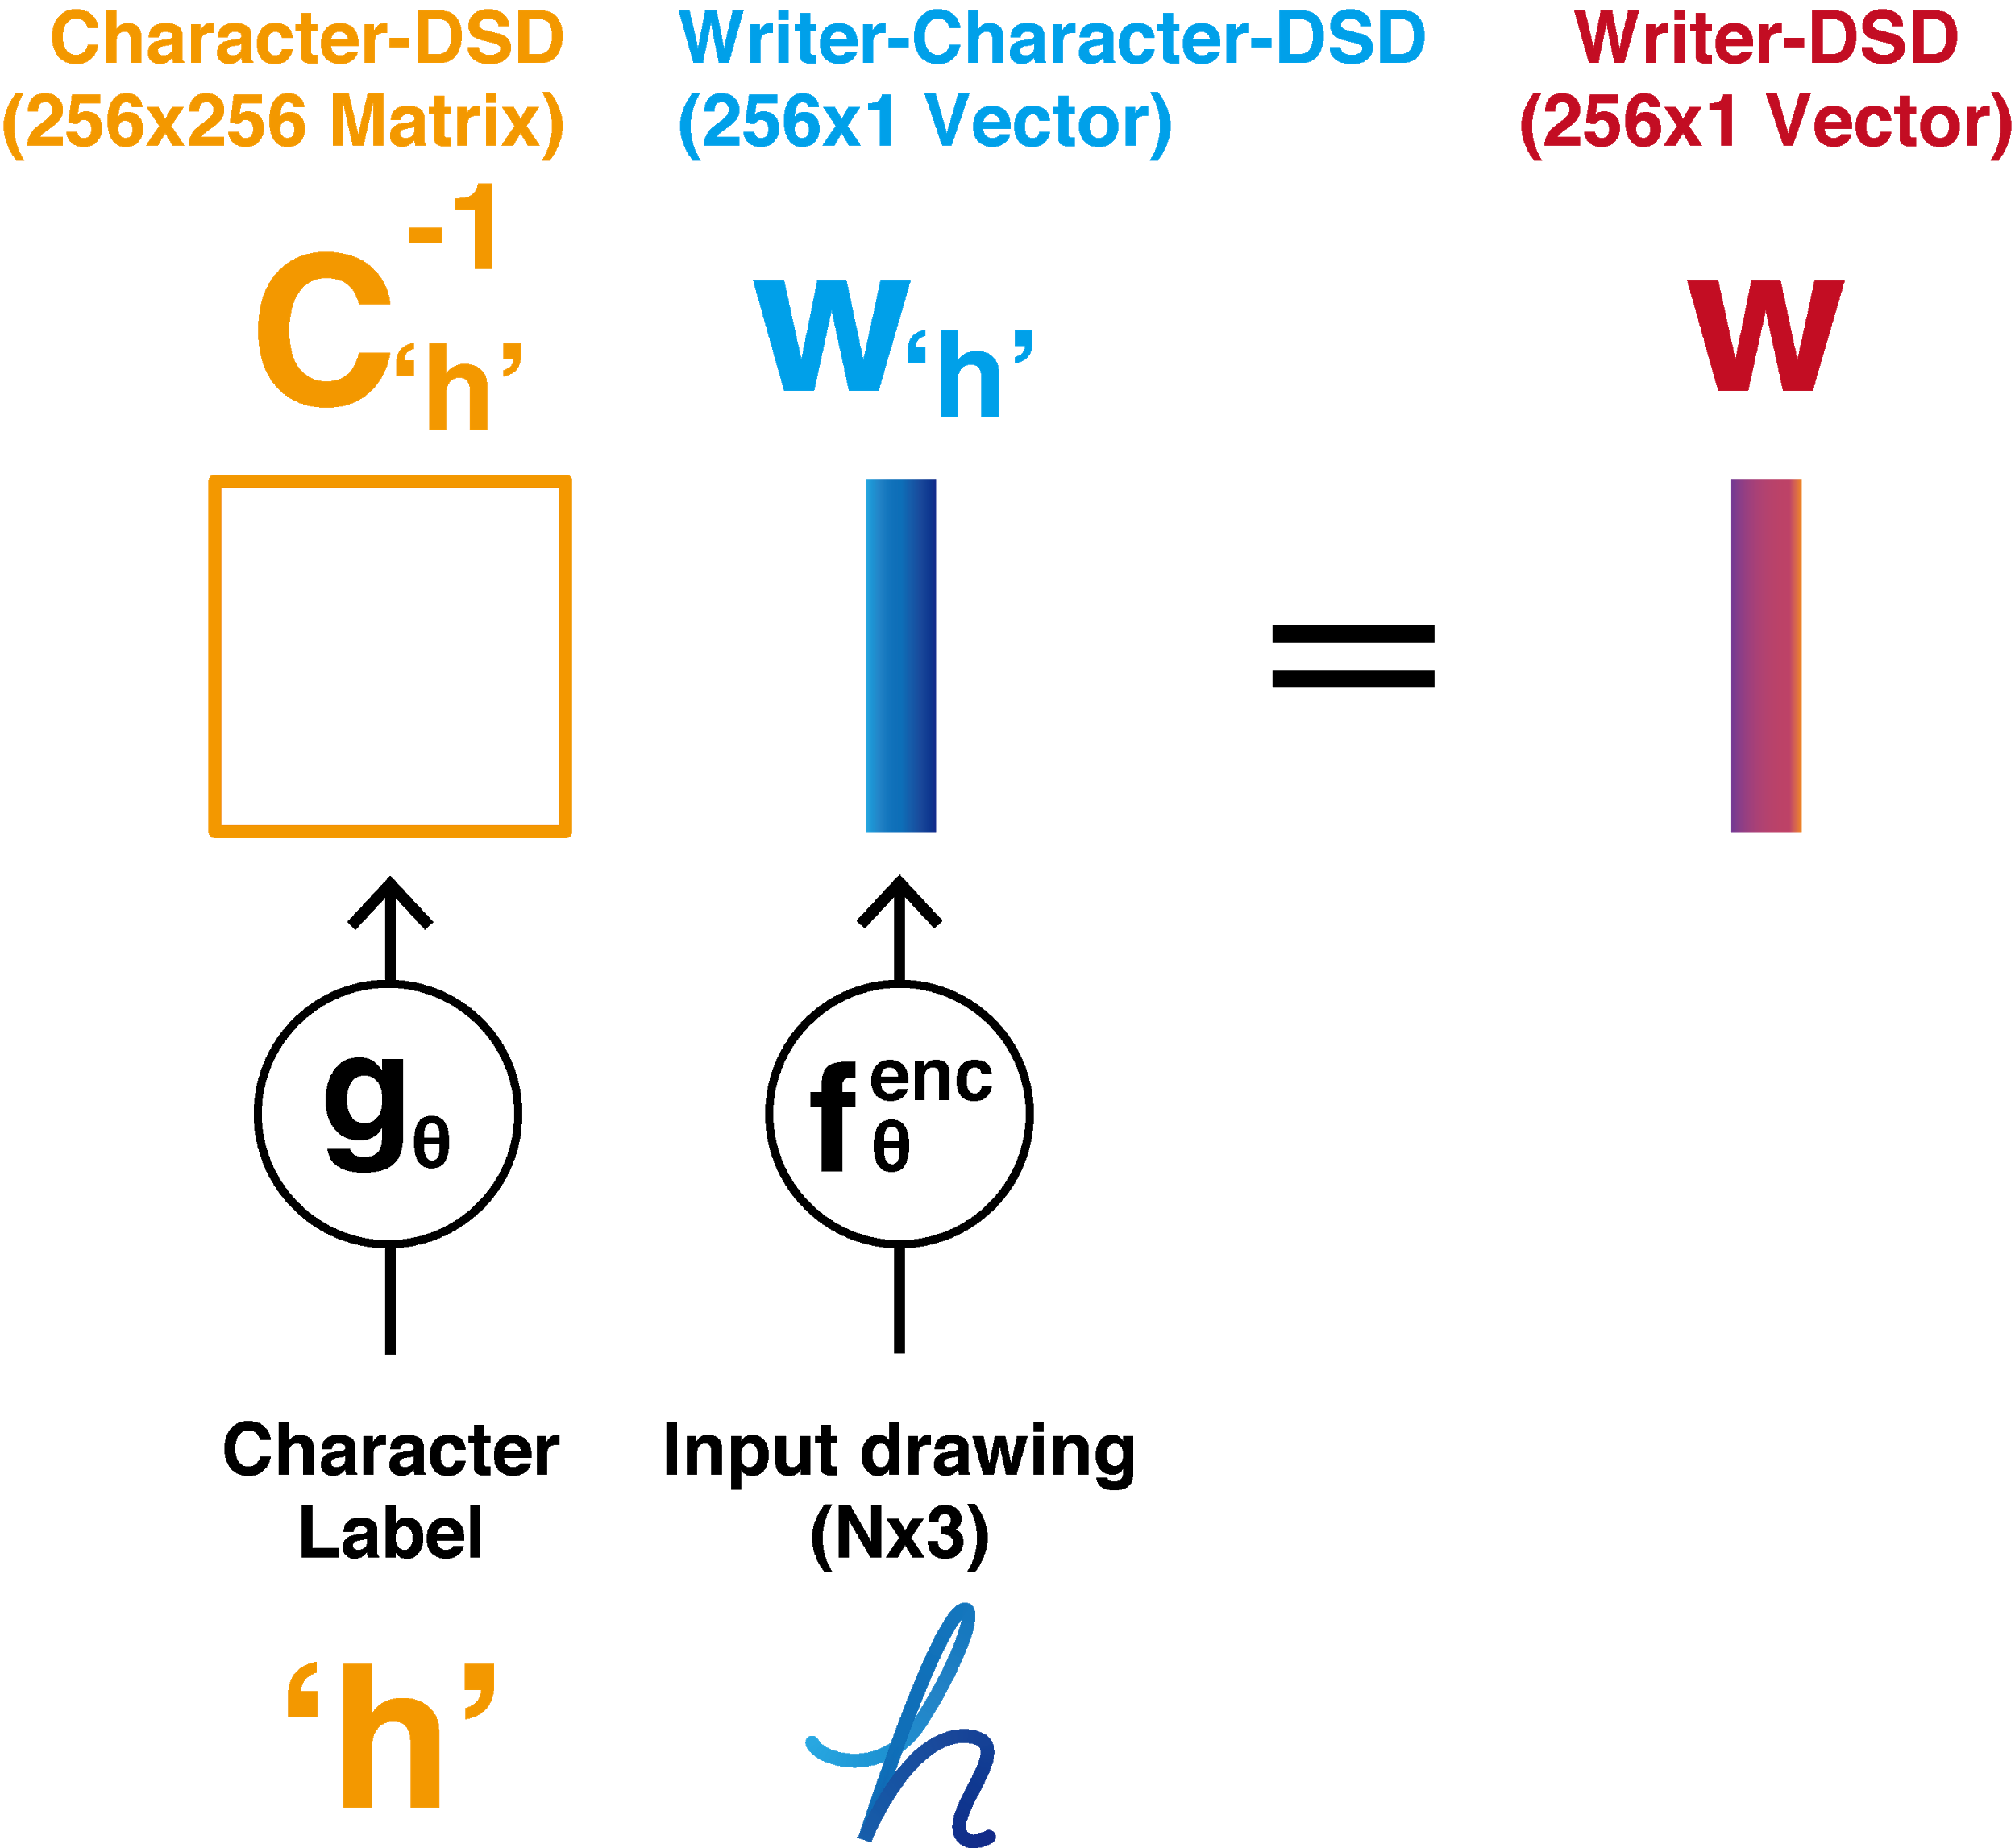 Character-DSD Writer-Character-DSD Writer-DSD
(256x256 Matrix) (256x1 Vector) (256x1 Vector)
C‘h’-1 w‘h’ w
=
gθ fθenc
Character Input drawing
Label (Nx3)
‘h’ h